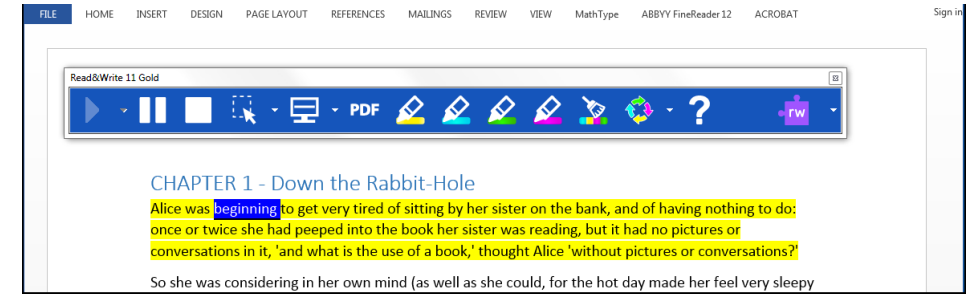 FILE HOME INSERT DESIGN PAGE LAYOUT REFERENCES MAILINGS REVIEW VIEW MathType ABBYY FineReader 12 ACROBAT Sign in
Read&Write 11 Gold
PDF ? rw
CHAPTER 1 - Down the Rabbit-Hole
Alice was beginning to get very tired of sitting by her sister on the bank, and of having nothing to do:
once or twice she had peeped into the book her sister was reading, but it had no pictures or
conversations in it, 'and what is the use of a book,' thought Alice 'without pictures or conversations?'
So she was considering in her own mind (as well as she could, for the hot day made her feel very sleepy